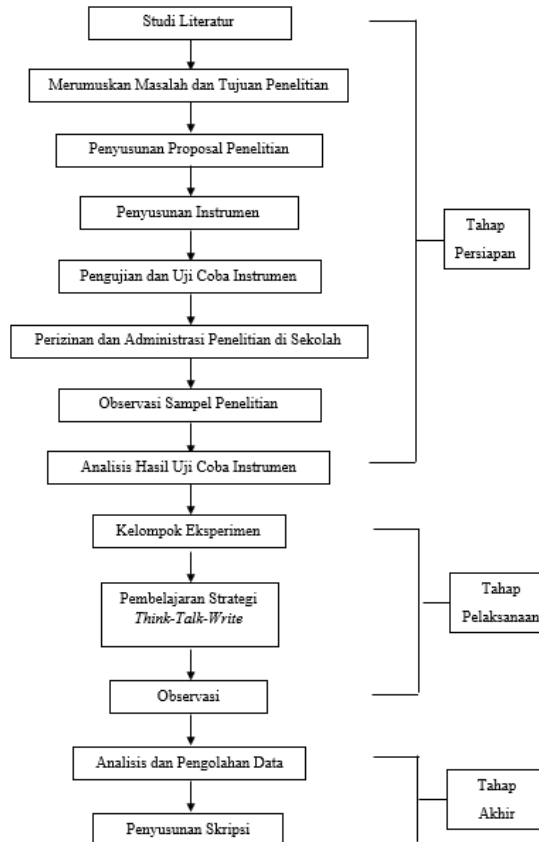 Studi Literatur
Merumuskan Masalah dan Tujuan Penelitian
Penyusunan Proposal Penelitian
Penyusunan Instrumen
Pengujian dan Uji Coba Instrumen
Perizinan dan Administrasi Penelitian di Sekolah
Observasi Sampel Penelitian
Analisis Hasil Uji Coba Instrumen
Tahap
Persiapan
Kelompok Eksperimen
Pembelajaran Strategi
Think-Talk-Write
Observasi
Tahap
Pelaksanaan
Analisis dan Pengolahan Data
Penyusunan Skripsi
Tahap
Akhir